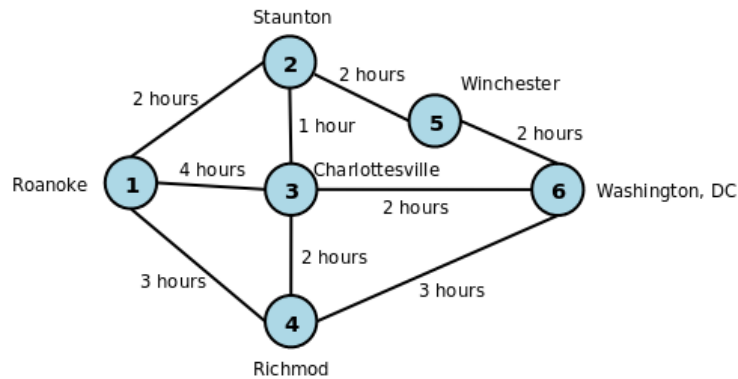 Staunton
2
2 hours
Winchester
2 hours
1 hour
5
2 hours
4 hours
Charlottesville
Roanoke
1
3
6
Washington, DC
2 hours
2 hours
3 hours
3 hours
4
Richmod